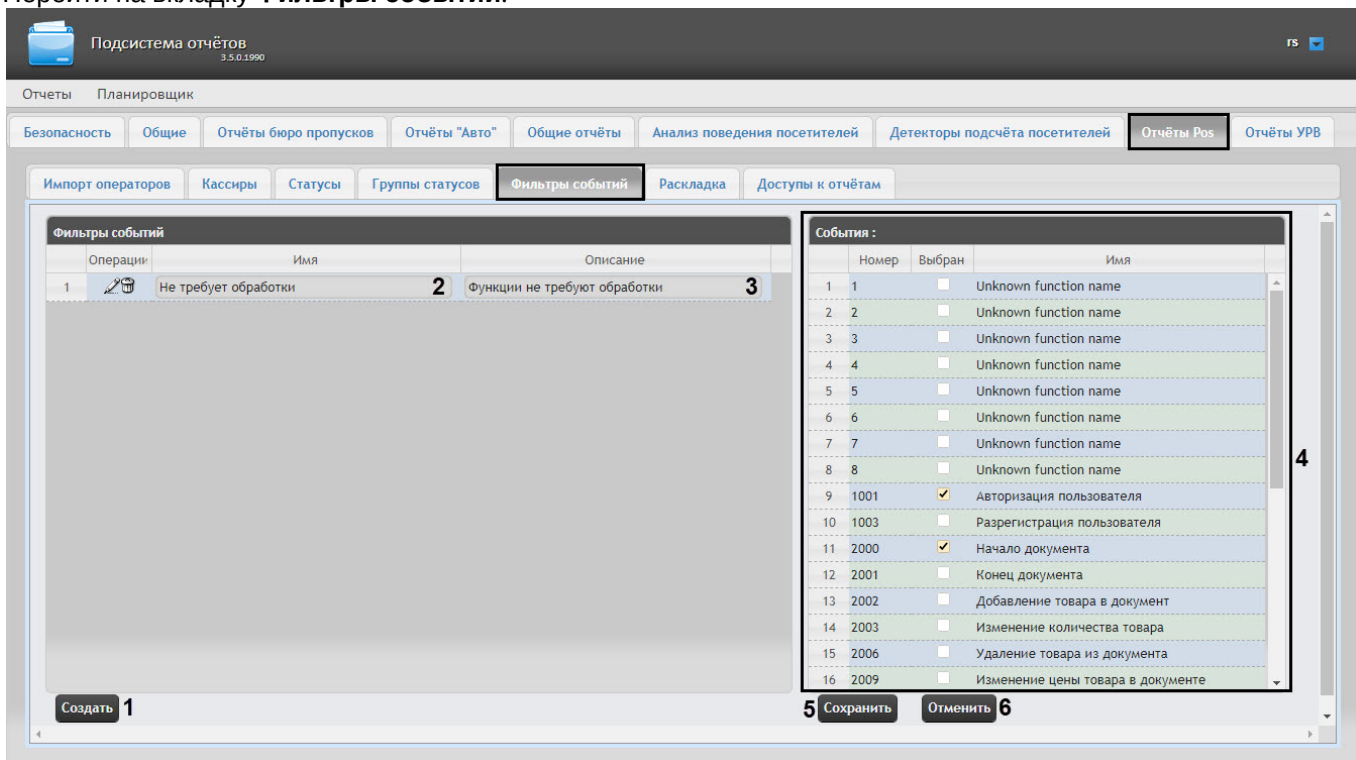 Перейти на вкладку Фильтры событий.
Подсистема отчётов
3.5.0.1990
rs
Отчеты Планировщик
Безопасность Общие Отчёты бюро пропусков Отчёты "Авто" Общие отчёты Анализ поведения посетителей Детекторы подсчёта посетителей Отчёты Pos Отчёты УРВ
Импорт операторов Кассиры Статусы Группы статусов Фильтры событий Раскладка Доступы к отчётам
Фильтры событий
Операции Имя Описание
1 Не требует обработки 2 Функции не требуют обработки 3
События :
Номер Выбран Имя
1 1 Unknown function name
2 2 Unknown function name
3 3 Unknown function name
4 4 Unknown function name
5 5 Unknown function name
6 6 Unknown function name
7 7 Unknown function name
8 8 Unknown function name
4
9 1001 Авторизация пользователя
10 1003 Разрегистрация пользователя
11 2000 Начало документа
12 2001 Конец документа
13 2002 Добавление товара в документ
14 2003 Изменение количества товара
15 2006 Удаление товара из документа
16 2009 Изменение цены товара в документе
Создать 1
5 Сохранить Отменить 6